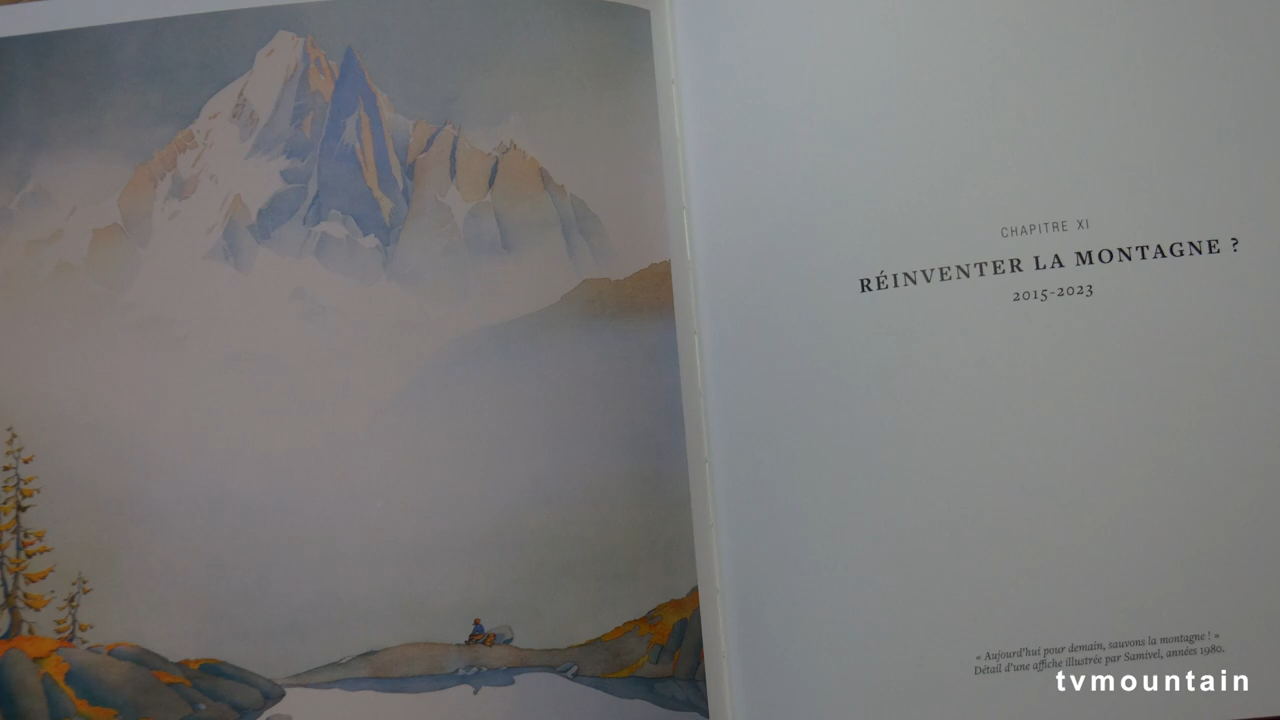 CHAPITRE XI
RÉINVENTER LA MONTAGNE ?
2015-2023
« Aujourd'hui pour demain, sauvons la montagne ! »
Détail d'une affiche illustrée par Samivel, années 1980.
tvmountain